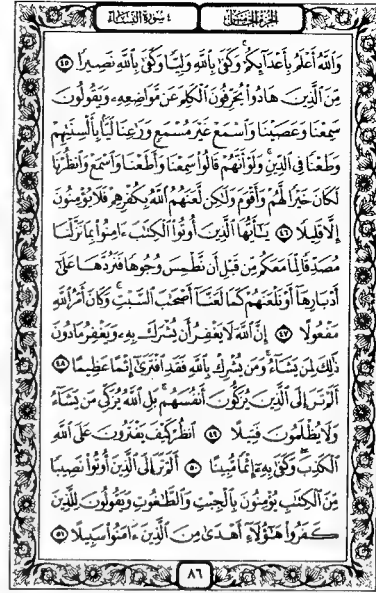 الجزء الخامس
٤ سورة النساء
وَٱللَّهُ أَعْلَمُ بِأَعْدَآئِكُمْ ۚ وَكَفَىٰ بِٱللَّهِ وَلِيًّا وَكَفَىٰ بِٱللَّهِ نَصِيرًا ٤٥
مِّنَ ٱلَّذِينَ هَادُوا۟ يُحَرِّفُونَ ٱلْكَلِمَ عَن مَّوَاضِعِهِۦ وَيَقُولُونَ
سَمِعْنَا وَعَصَيْنَا وَٱسْمَعْ غَيْرَ مُسْمَعٍ وَرَٰعِنَا لَيًّۢا بِأَلْسِنَتِهِمْ
وَطَعْنًا فِى ٱلدِّينِ ۚ وَلَوْ أَنَّهُمْ قَالُوا۟ سَمِعْنَا وَأَطَعْنَا وَٱسْمَعْ وَٱنظُرْنَا
لَكَانَ خَيْرًا لَّهُمْ وَأَقْوَمَ وَلَٰكِن لَّعَنَهُمُ ٱللَّهُ بِكُفْرِهِمْ فَلَا يُؤْمِنُونَ
إِلَّا قَلِيلًا ٤٦ يَٰٓأَيُّهَا ٱلَّذِينَ أُوتُوا۟ ٱلْكِتَٰبَ ءَامِنُوا۟ بِمَا نَزَّلْنَا
مُصَدِّقًا لِّمَا مَعَكُم مِّن قَبْلِ أَن نَّطْمِسَ وُجُوهًا فَنَرُدَّهَا عَلَىٰٓ
أَدْبَارِهَآ أَوْ نَلْعَنَهُمْ كَمَا لَعَنَّآ أَصْحَٰبَ ٱلسَّبْتِ ۚ وَكَانَ أَمْرُ ٱللَّهِ
مَفْعُولًا ٤٧ إِنَّ ٱللَّهَ لَا يَغْفِرُ أَن يُشْرَكَ بِهِۦ وَيَغْفِرُ مَا دُونَ
ذَٰلِكَ لِمَن يَشَآءُ ۚ وَمَن يُشْرِكْ بِٱللَّهِ فَقَدِ ٱفْتَرَىٰٓ إِثْمًا عَظِيمًا ٤٨
أَلَمْ تَرَ إِلَى ٱلَّذِينَ يُزَكُّونَ أَنفُسَهُم ۚ بَلِ ٱللَّهُ يُزَكِّى مَن يَشَآءُ
وَلَا يُظْلَمُونَ فَتِيلًا ٤٩ ٱنظُرْ كَيْفَ يَفْتَرُونَ عَلَى ٱللَّهِ
ٱلْكَذِبَ ۖ وَكَفَىٰ بِهِۦٓ إِثْمًا مُّبِينًا ٥٠ أَلَمْ تَرَ إِلَى ٱلَّذِينَ أُوتُوا۟ نَصِيبًا
مِّنَ ٱلْكِتَٰبِ يُؤْمِنُونَ بِٱلْجِبْتِ وَٱلطَّٰغُوتِ وَيَقُولُونَ لِلَّذِينَ
كَفَرُوا۟ هَٰٓؤُلَآءِ أَهْدَىٰ مِنَ ٱلَّذِينَ ءَامَنُوا۟ سَبِيلًا ٥١
٨٦